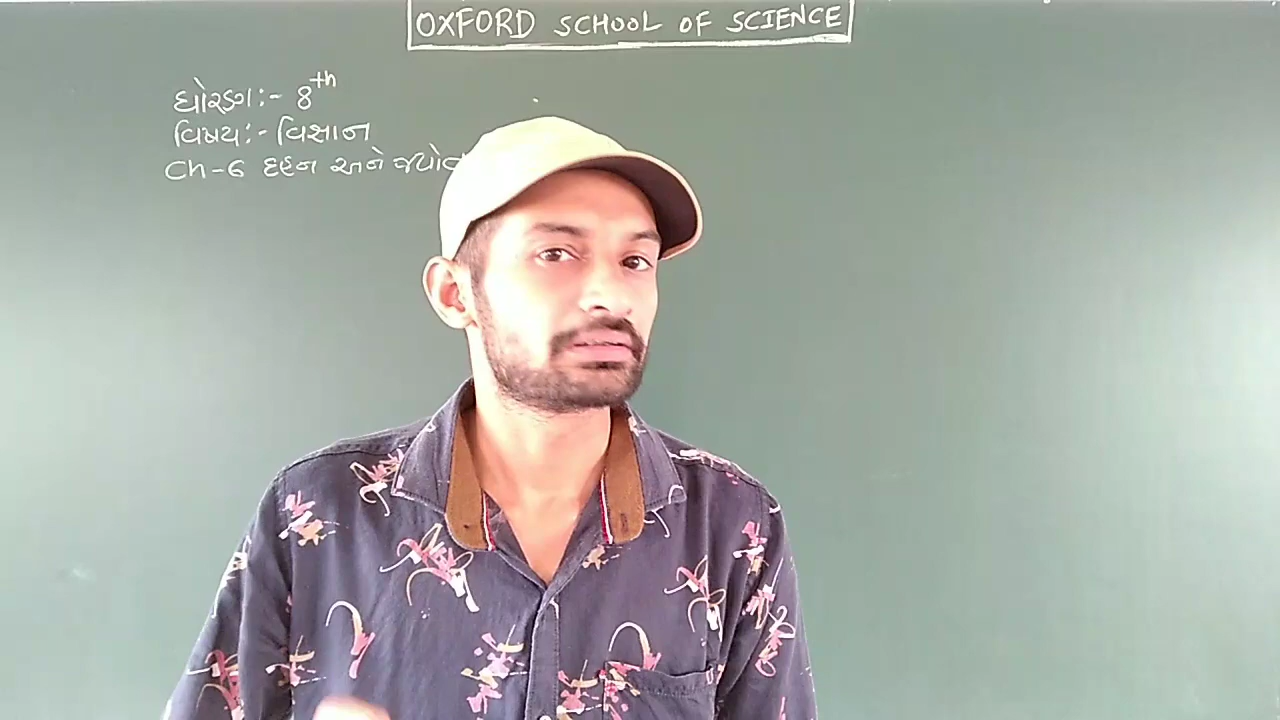 OXFORD SCHOOL OF SCIENCE
ધોરણ:- 8th
વિષય:- વિજ્ઞાન
Ch-6 દહન અને